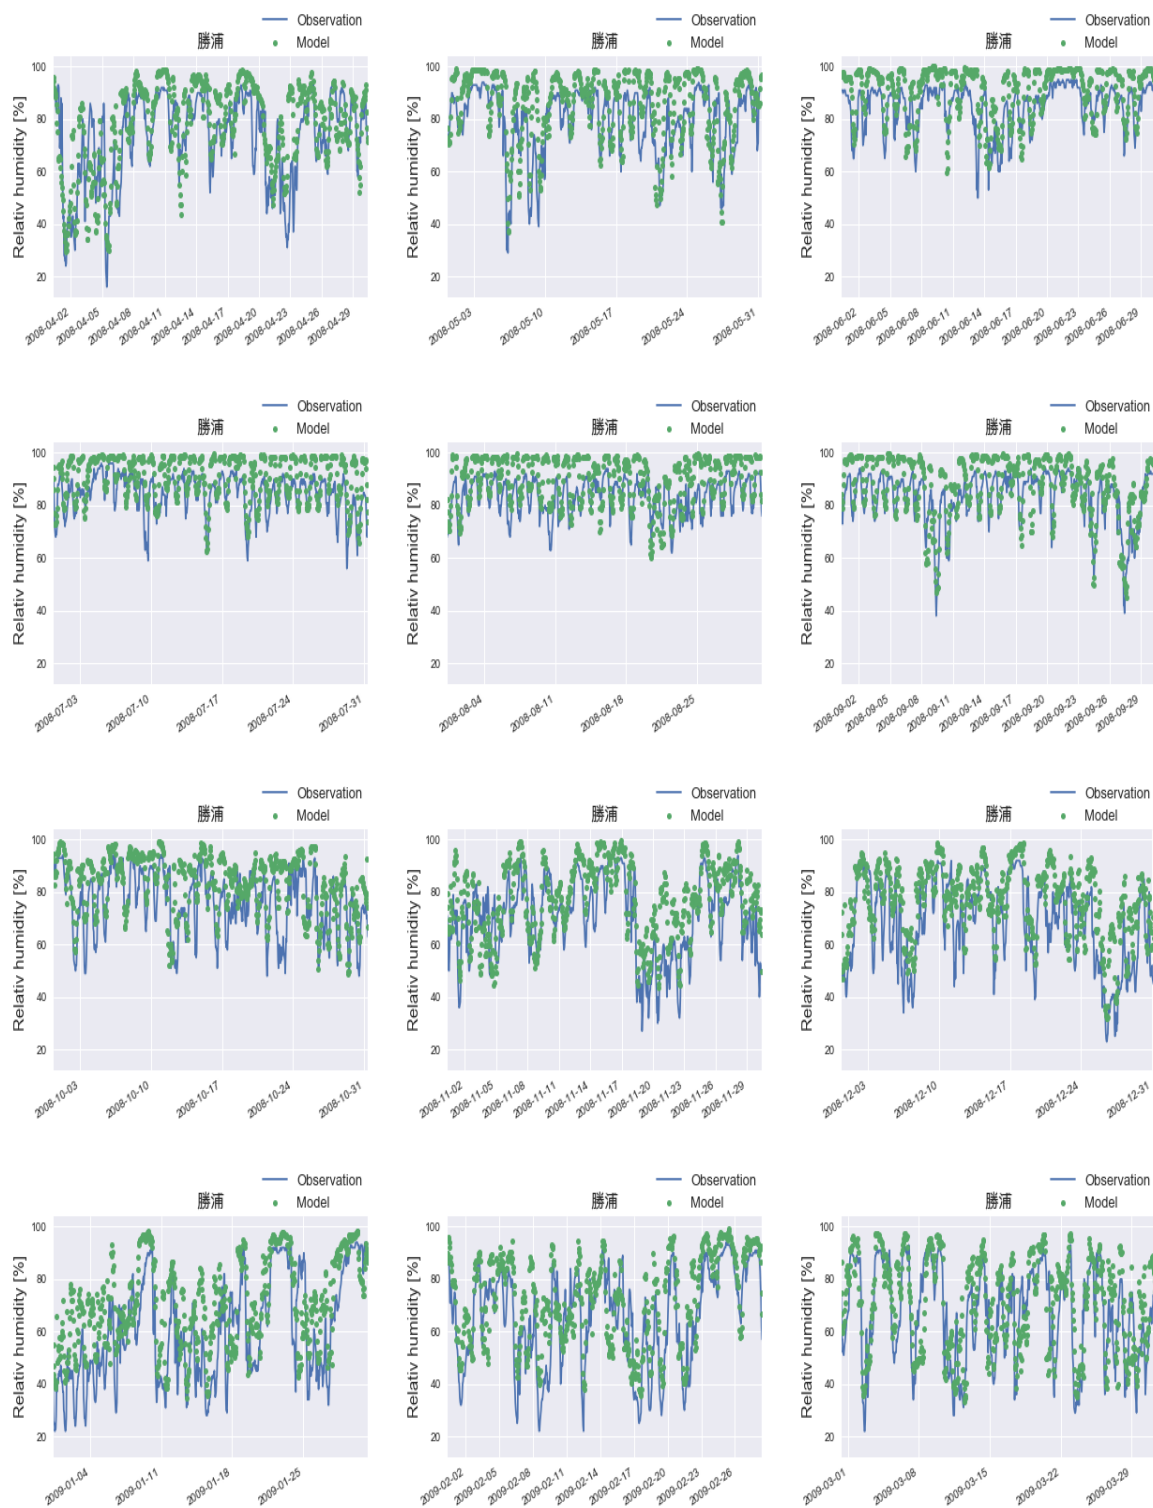 Observation
勝浦 Model
Relativ humidity [%]
100
80
60
40
20
2008-04-02 2008-04-05 2008-04-08 2008-04-11 2008-04-14 2008-04-17 2008-04-20 2008-04-23 2008-04-26 2008-04-29
Observation
勝浦 Model
Relativ humidity [%]
100
80
60
40
20
2008-05-03 2008-05-10 2008-05-17 2008-05-24 2008-05-31
Observation
勝浦 Model
Relativ humidity [%]
100
80
60
40
20
2008-06-02 2008-06-05 2008-06-08 2008-06-11 2008-06-14 2008-06-17 2008-06-20 2008-06-23 2008-06-26 2008-06-29
Observation
勝浦 Model
Relativ humidity [%]
100
80
60
40
20
2008-07-03 2008-07-10 2008-07-17 2008-07-24 2008-07-31
Observation
勝浦 Model
Relativ humidity [%]
100
80
60
40
20
2008-08-04 2008-08-11 2008-08-18 2008-08-25
Observation
勝浦 Model
Relativ humidity [%]
100
80
60
40
20
2008-09-02 2008-09-05 2008-09-08 2008-09-11 2008-09-14 2008-09-17 2008-09-20 2008-09-23 2008-09-26 2008-09-29
Observation
勝浦 Model
Relativ humidity [%]
100
80
60
40
20
2008-10-03 2008-10-10 2008-10-17 2008-10-24 2008-10-31
Observation
勝浦 Model
Relativ humidity [%]
100
80
60
40
20
2008-11-02 2008-11-05 2008-11-08 2008-11-11 2008-11-14 2008-11-17 2008-11-20 2008-11-23 2008-11-26 2008-11-29
Observation
勝浦 Model
Relativ humidity [%]
100
80
60
40
20
2008-12-03 2008-12-10 2008-12-17 2008-12-24 2008-12-31
Observation
勝浦 Model
Relativ humidity [%]
100
80
60
40
20
2009-01-04 2009-01-11 2009-01-18 2009-01-25
Observation
勝浦 Model
Relativ humidity [%]
100
80
60
40
20
2009-02-02 2009-02-05 2009-02-08 2009-02-11 2009-02-14 2009-02-17 2009-02-20 2009-02-23 2009-02-26
Observation
勝浦 Model
Relativ humidity [%]
100
80
60
40
20
2009-03-01 2009-03-08 2009-03-15 2009-03-22 2009-03-29